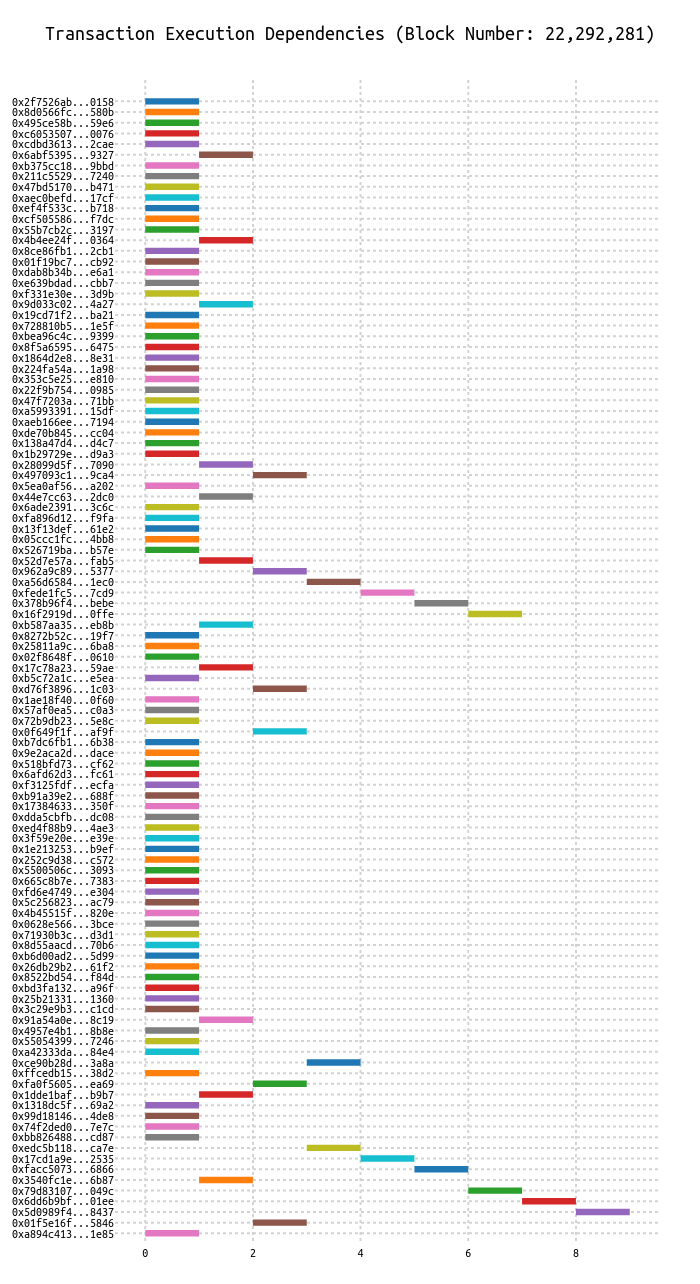 Transaction Execution Dependencies (Block Number: 22,292,281)
0x2f7526ab...0158
0x8d0566fc...580b
0x495ce58b...59e6
0xc6053507...0076
0xcdbd3613...2cae
0x6abf5395...9327
0xb375cc18...9bbd
0x211c5529...7240
0x47bd5170...b471
0xaec0befd...17cf
0xef4f533c...b718
0xcf505586...f7dc
0x55b7cb2c...3197
0x4b4ee24f...0364
0x8ce86fb1...2cb1
0x01f19bc7...cb92
0xdab8b34b...e6a1
0xe639bdad...cbb7
0xf331e30e...3d9b
0x9d033c02...4a27
0x19cd71f2...ba21
0x728810b5...1e5f
0xbea96c4c...9399
0x8f5a6595...6475
0x1864d2e8...8e31
0x224fa54a...1a98
0x353c5e25...e810
0x22f9b754...0985
0x47f7203a...71bb
0xa5993391...15df
0xaeb166ee...7194
0xde70b845...cc04
0x138a47d4...d4c7
0x1b29729e...d9a3
0x28099d5f...7090
0x497093c1...9ca4
0x5ea0af56...a202
0x44e7cc63...2dc0
0x6ade2391...3c6c
0xfa896d12...f9fa
0x13f13def...61e2
0x05ccc1fc...4bb8
0x526719ba...b57e
0x52d7e57a...fab5
0x962a9c89...5377
0xa56d6584...1ec0
0xfede1fc5...7cd9
0x378b96f4...bebe
0x16f2919d...0ffe
0xb587aa35...eb8b
0x8272b52c...19f7
0x25811a9c...6ba8
0x02f8648f...0610
0x17c78a23...59ae
0xb5c72a1c...e5ea
0xd76f3896...1c03
0x1ae18f40...0f60
0x57af0ea5...c0a3
0x72b9db23...5e8c
0x0f649f1f...af9f
0xb7dc6fb1...6b38
0x9e2aca2d...dace
0x518bfd73...cf62
0x6afd62d3...fc61
0xf3125fdf...ecfa
0xb91a39e2...688f
0x17384633...350f
0xdda5cbfb...dc08
0xed4f88b9...4ae3
0x3f59e20e...e39e
0x1e213253...b9ef
0x252c9d38...c572
0x5500506c...3093
0x665c8b7e...7383
0xfd6e4749...e304
0x5c256823...ac79
0x4b45515f...820e
0x0628e566...3bce
0x71930b3c...d3d1
0x8d55aacd...70b6
0xb6d00ad2...5d99
0x26db29b2...61f2
0x8522bd54...f84d
0xbd3fa132...a96f
0x25b21331...1360
0x3c29e9b3...c1cd
0x91a54a0e...8c19
0x4957e4b1...8b8e
0x55054399...7246
0xa42333da...84e4
0xce90b28d...3a8a
0xffcedb15...38d2
0xfa0f5605...ea69
0x1dde1baf...b9b7
0x1318dc5f...69a2
0x99d18146...4de8
0x74f2ded0...7e7c
0xbb826488...cd87
0xedc5b118...ca7e
0x17cd1a9e...2535
0xfacc5073...6866
0x3540fc1e...6b87
0x79d83107...049c
0x6dd6b9bf...01ee
0x5d0989f4...8437
0x01f5e16f...5846
0xa894c413...1e85
0 2 4 6 8